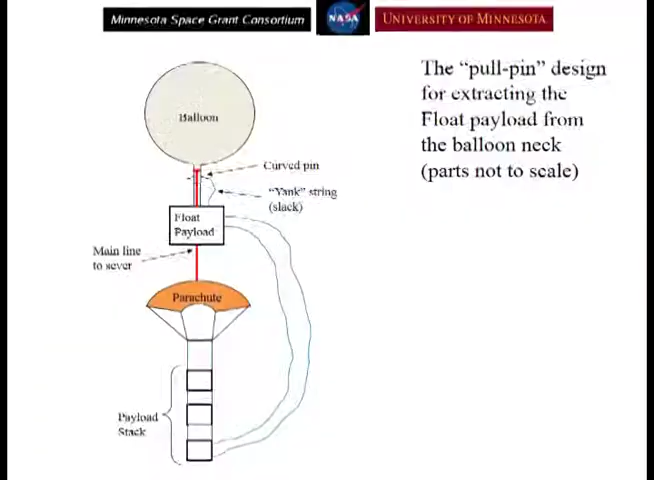 Minnesota Space Grant Consortium
NASA
UNIVERSITY OF MINNESOTA
The “pull-pin” design
for extracting the
Float payload from
the balloon neck
(parts not to scale)
Balloon
Curved pin
“Yank” string
(slack)
Float
Payload
Main line
to sever
Parachute
Payload
Stack